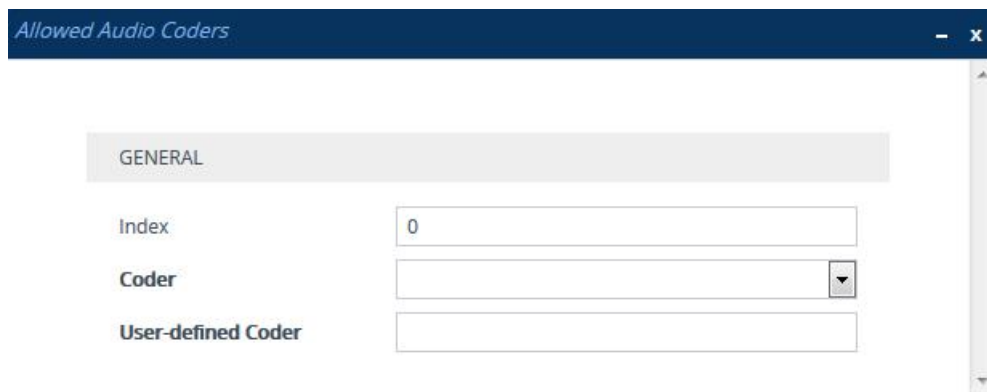 Allowed Audio Coders
– x
GENERAL
Index 0
Coder
User-defined Coder